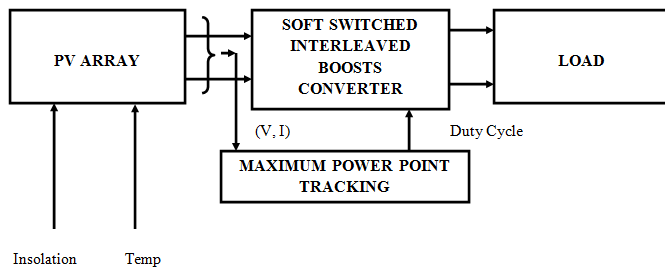 PV ARRAY
SOFT SWITCHED
INTERLEAVED
BOOSTS
CONVERTER
LOAD
(V, I)
Duty Cycle
MAXIMUM POWER POINT
TRACKING
Insolation
Temp